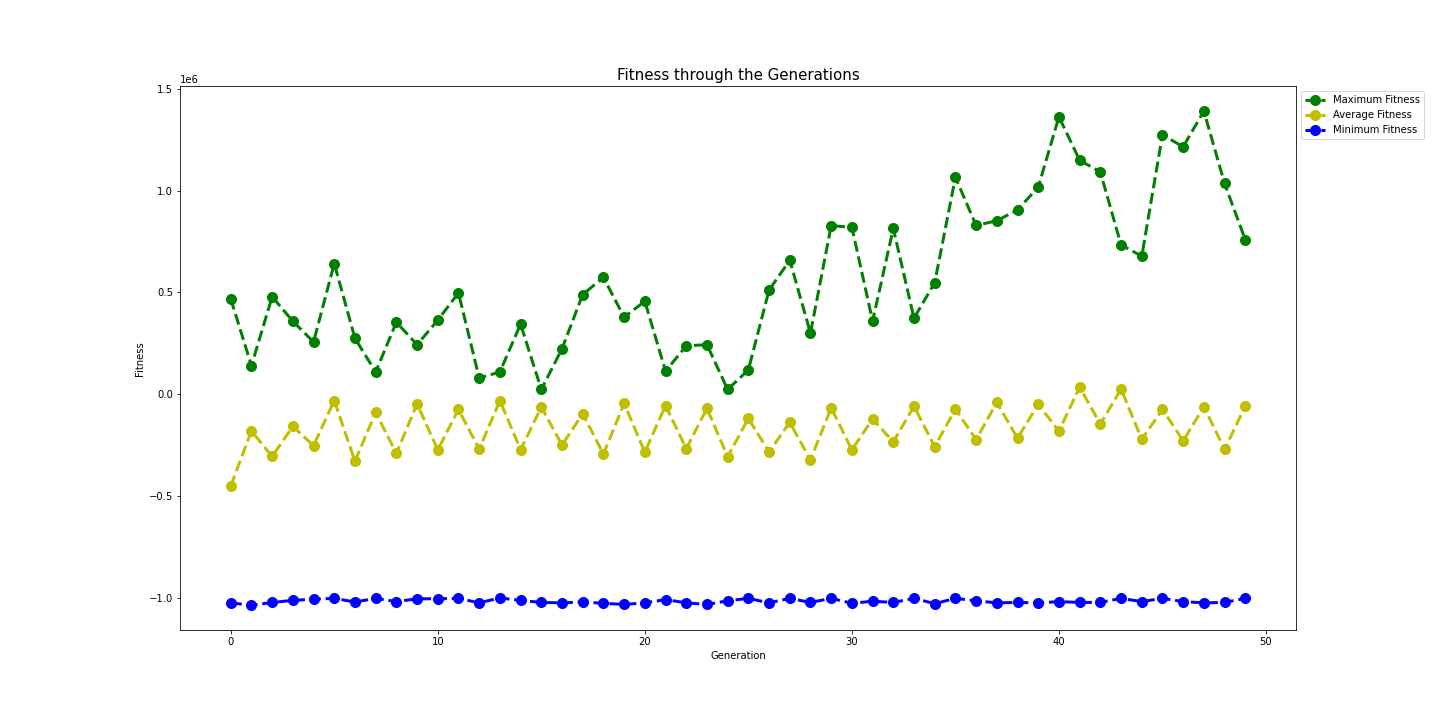 Fitness through the Generations
1e6
Maximum Fitness
Average Fitness
Minimum Fitness
1.5
1.0
0.5
0.0
−0.5
−1.0
Fitness
0 10 20 30 40 50
Generation